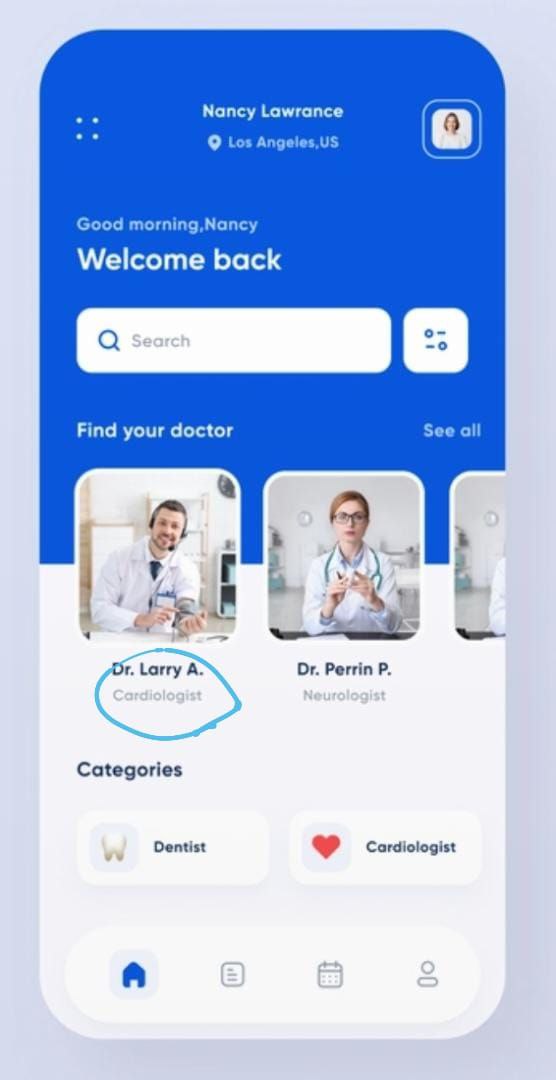 Nancy Lawrance
Los Angeles,US
Good morning,Nancy
Welcome back
Search
Find your doctor See all
Dr. Larry A. Dr. Perrin P.
Cardiologist Neurologist
Categories
Dentist Cardiologist